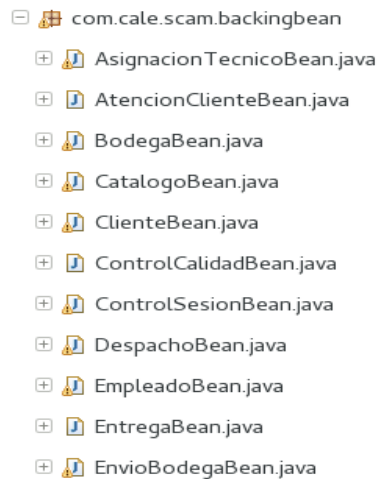 com.cale.scam.backingbean
AsignacionTecnicoBean.java
AtencionClienteBean.java
BodegaBean.java
CatalogoBean.java
ClienteBean.java
ControlCalidadBean.java
ControlSesionBean.java
DespachoBean.java
EmpleadoBean.java
EntregaBean.java
EnvioBodegaBean.java